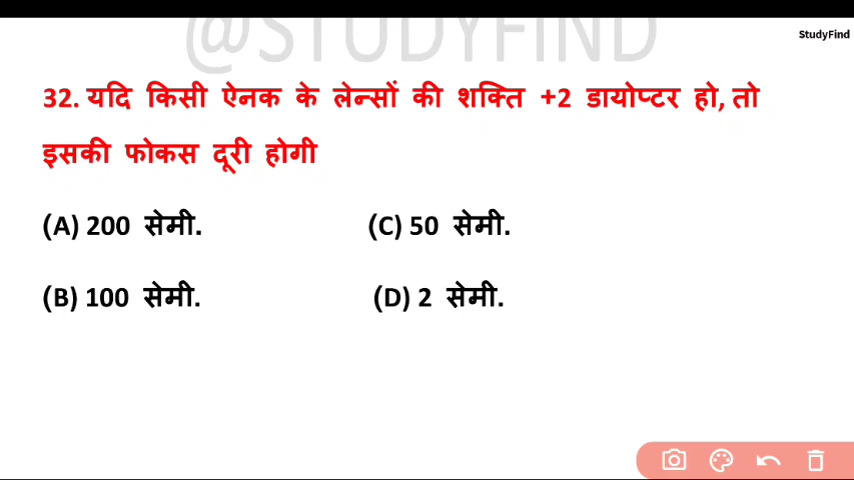 @STUDYFIND
StudyFind
32. यदि किसी ऐनक के लेन्सों की शक्ति +2 डायोप्टर हो, तो
इसकी फोकस दूरी होगी
(A) 200 सेमी. (C) 50 सेमी.
(B) 100 सेमी. (D) 2 सेमी.